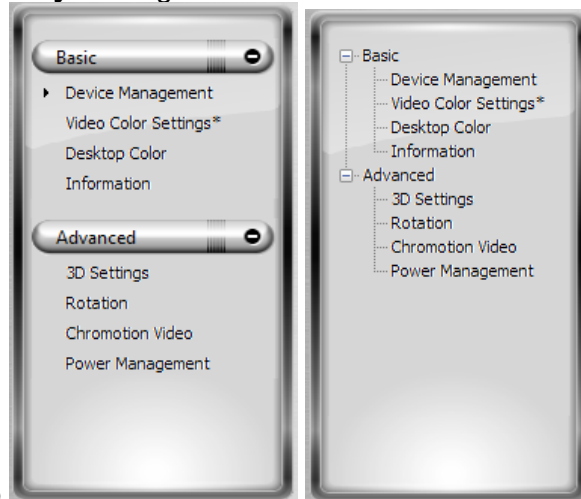 Basic
Device Management
Video Color Settings*
Desktop Color
Information
Advanced
3D Settings
Rotation
Chromotion Video
Power Management
Basic
Device Management
Video Color Settings*
Desktop Color
Information
Advanced
3D Settings
Rotation
Chromotion Video
Power Management